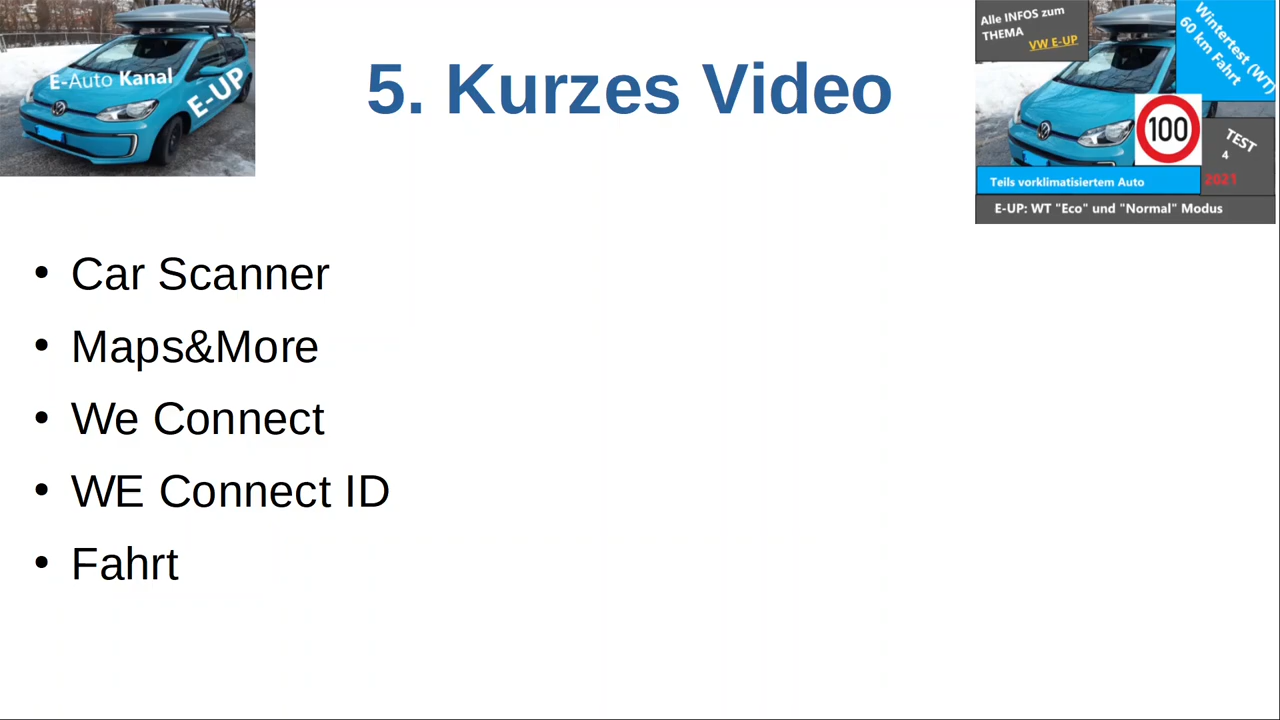 E-Auto Kanal
E-UP
5. Kurzes Video
Alle INFOS zum
THEMA
VW E-UP
Wintertest (WT)
60 km Fahrt
100
TEST
4
2021
Teils vorklimatisiertem Auto
E-UP: WT "Eco" und "Normal" Modus
• Car Scanner
• Maps&More
• We Connect
• WE Connect ID
• Fahrt